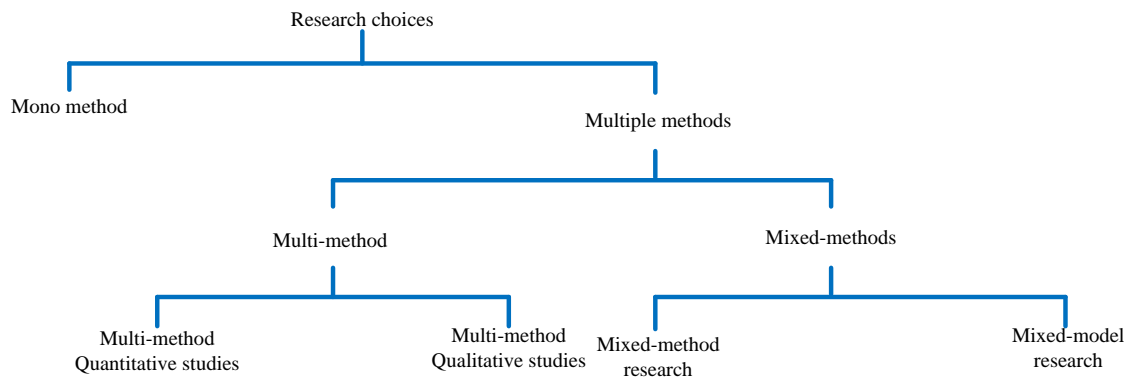 Research choices
Mono method
Multiple methods
Multi-method
Mixed-methods
Multi-method
Quantitative studies
Multi-method
Qualitative studies
Mixed-method
research
Mixed-model
research